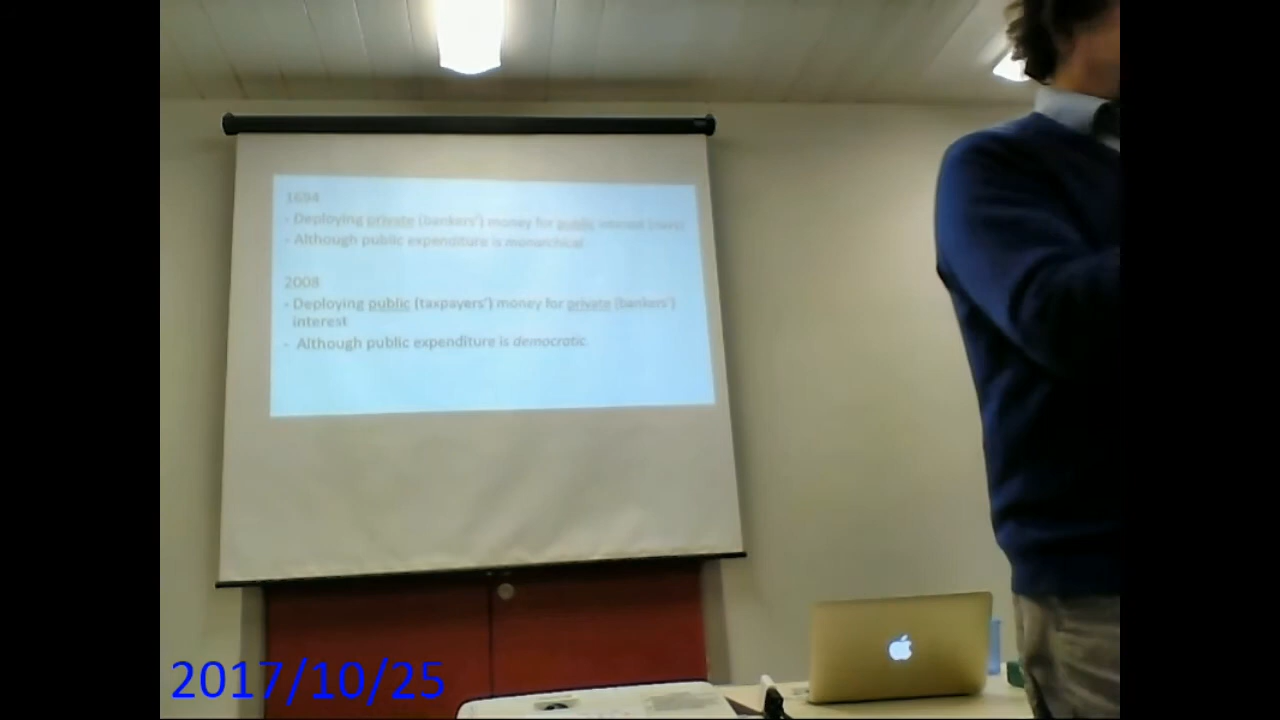 1694
- Deploying private (bankers') money for public interest
- Although public expenditure is monarchical
2008
- Deploying public (taxpayers') money for private (bankers')
interest
- Although public expenditure is democratic.
2017/10/25